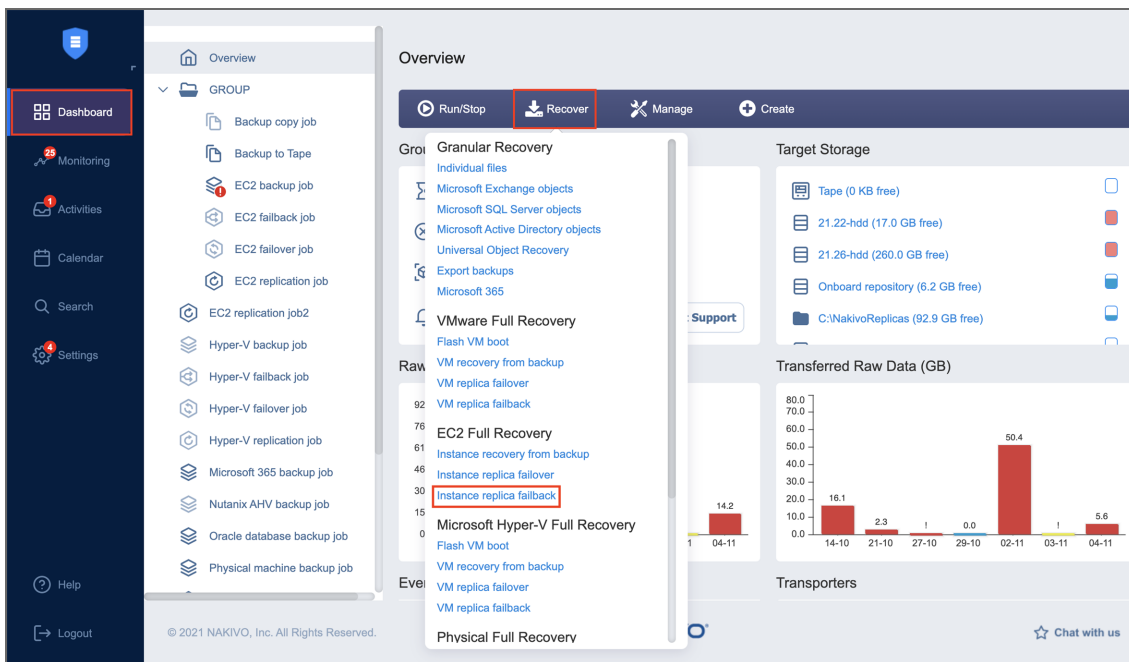 Dashboard
25
Monitoring
1
Activities
Calendar
Search
4
Settings
Help
Logout
Overview
GROUP
Backup copy job
Backup to Tape
EC2 backup job
EC2 failback job
EC2 failover job
EC2 replication job
EC2 replication job2
Hyper-V backup job
Hyper-V failback job
Hyper-V failover job
Hyper-V replication job
Microsoft 365 backup job
Nutanix AHV backup job
Oracle database backup job
Physical machine backup job
Overview
Run/Stop
Recover
Manage
Create
Granular Recovery
Individual files
Microsoft Exchange objects
Microsoft SQL Server objects
Microsoft Active Directory objects
Universal Object Recovery
Export backups
Microsoft 365
VMware Full Recovery
Flash VM boot
VM recovery from backup
VM replica failover
VM replica failback
EC2 Full Recovery
Instance recovery from backup
Instance replica failover
Instance replica failback
Microsoft Hyper-V Full Recovery
Flash VM boot
VM recovery from backup
VM replica failover
VM replica failback
Physical Full Recovery
Support
Raw
14.2
04-11
Target Storage
Tape (0 KB free)
21.22-hdd (17.0 GB free)
21.26-hdd (260.0 GB free)
Onboard repository (6.2 GB free)
C:\NakivoReplicas (92.9 GB free)
Transferred Raw Data (GB)
80.0
70.0
60.0
50.0
40.0
30.0
20.0
10.0
0.0
16.1 2.3 ! 0.0 50.4 ! 5.6
14-10 21-10 27-10 29-10 02-11 03-11 04-11
Transporters
© 2021 NAKIVO, Inc. All Rights Reserved.
Chat with us